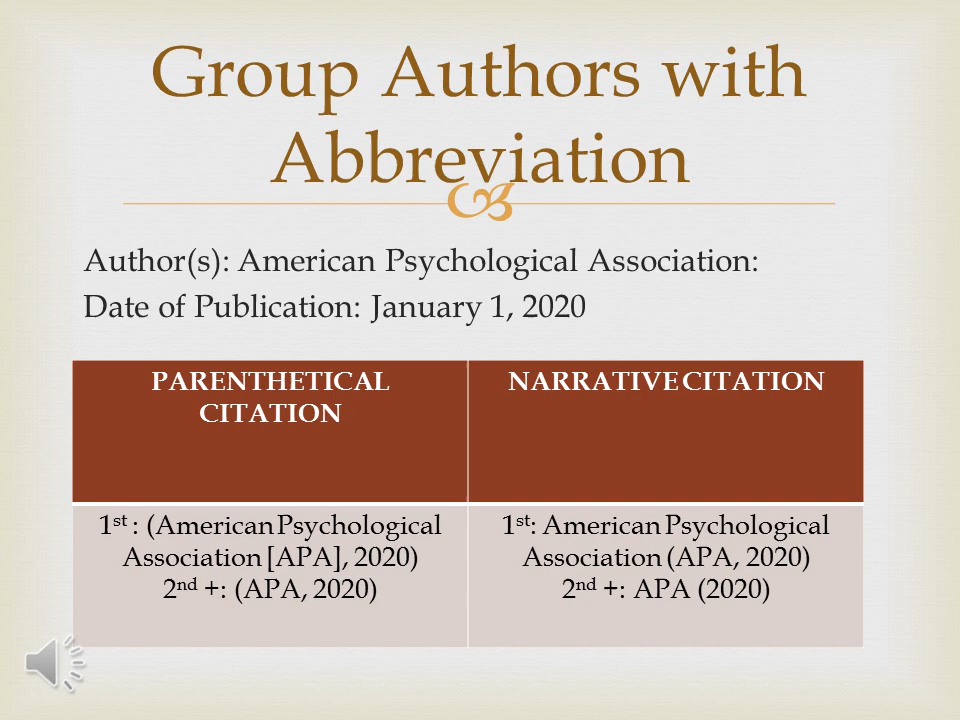 Group Authors with
Abbreviation
Author(s): American Psychological Association:
Date of Publication: January 1, 2020
PARENTHETICAL
CITATION
NARRATIVE CITATION
1st : (American Psychological
Association [APA], 2020)
2nd +: (APA, 2020)
1st: American Psychological
Association (APA, 2020)
2nd +: APA (2020)